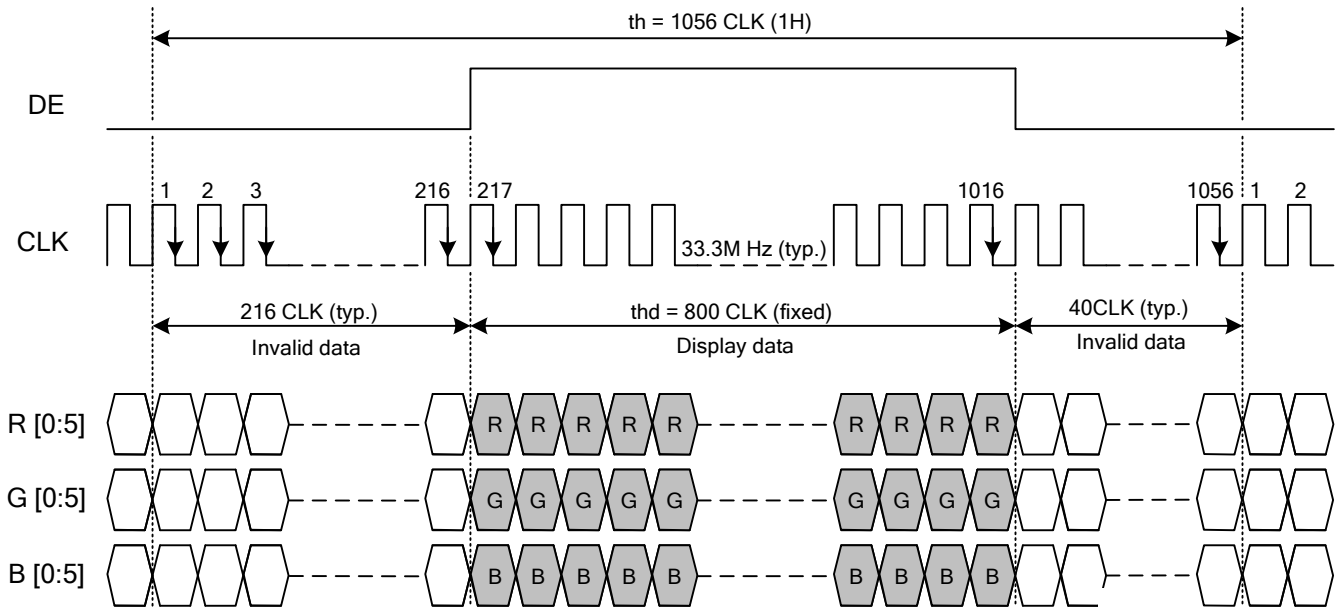 th = 1056 CLK (1H)
DE
1 2 3 216 217 1016 1056 1 2
CLK
33.3M Hz (typ.)
216 CLK (typ.) thd = 800 CLK (fixed) 40CLK (typ.)
Invalid data Display data Invalid data
R [0:5] R R R R R R R R R
G [0:5] G G G G G G G G G
B [0:5] B B B B B B B B B